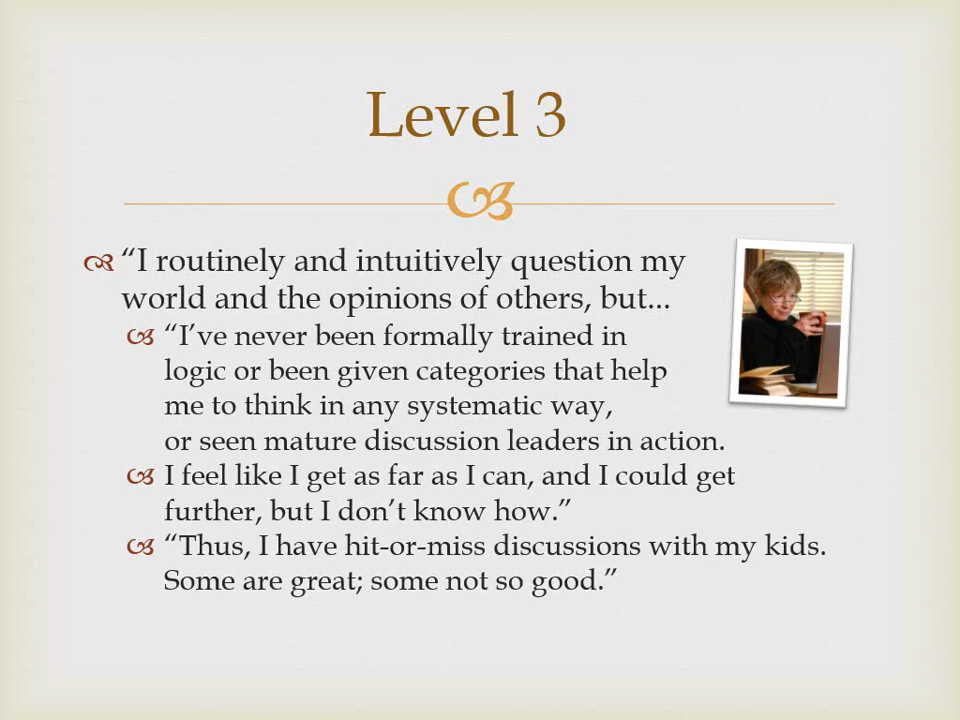 Level 3
“I routinely and intuitively question my
world and the opinions of others, but...
“I’ve never been formally trained in
logic or been given categories that help
me to think in any systematic way,
or seen mature discussion leaders in action.
I feel like I get as far as I can, and I could get
further, but I don’t know how.”
“Thus, I have hit-or-miss discussions with my kids.
Some are great; some not so good.”